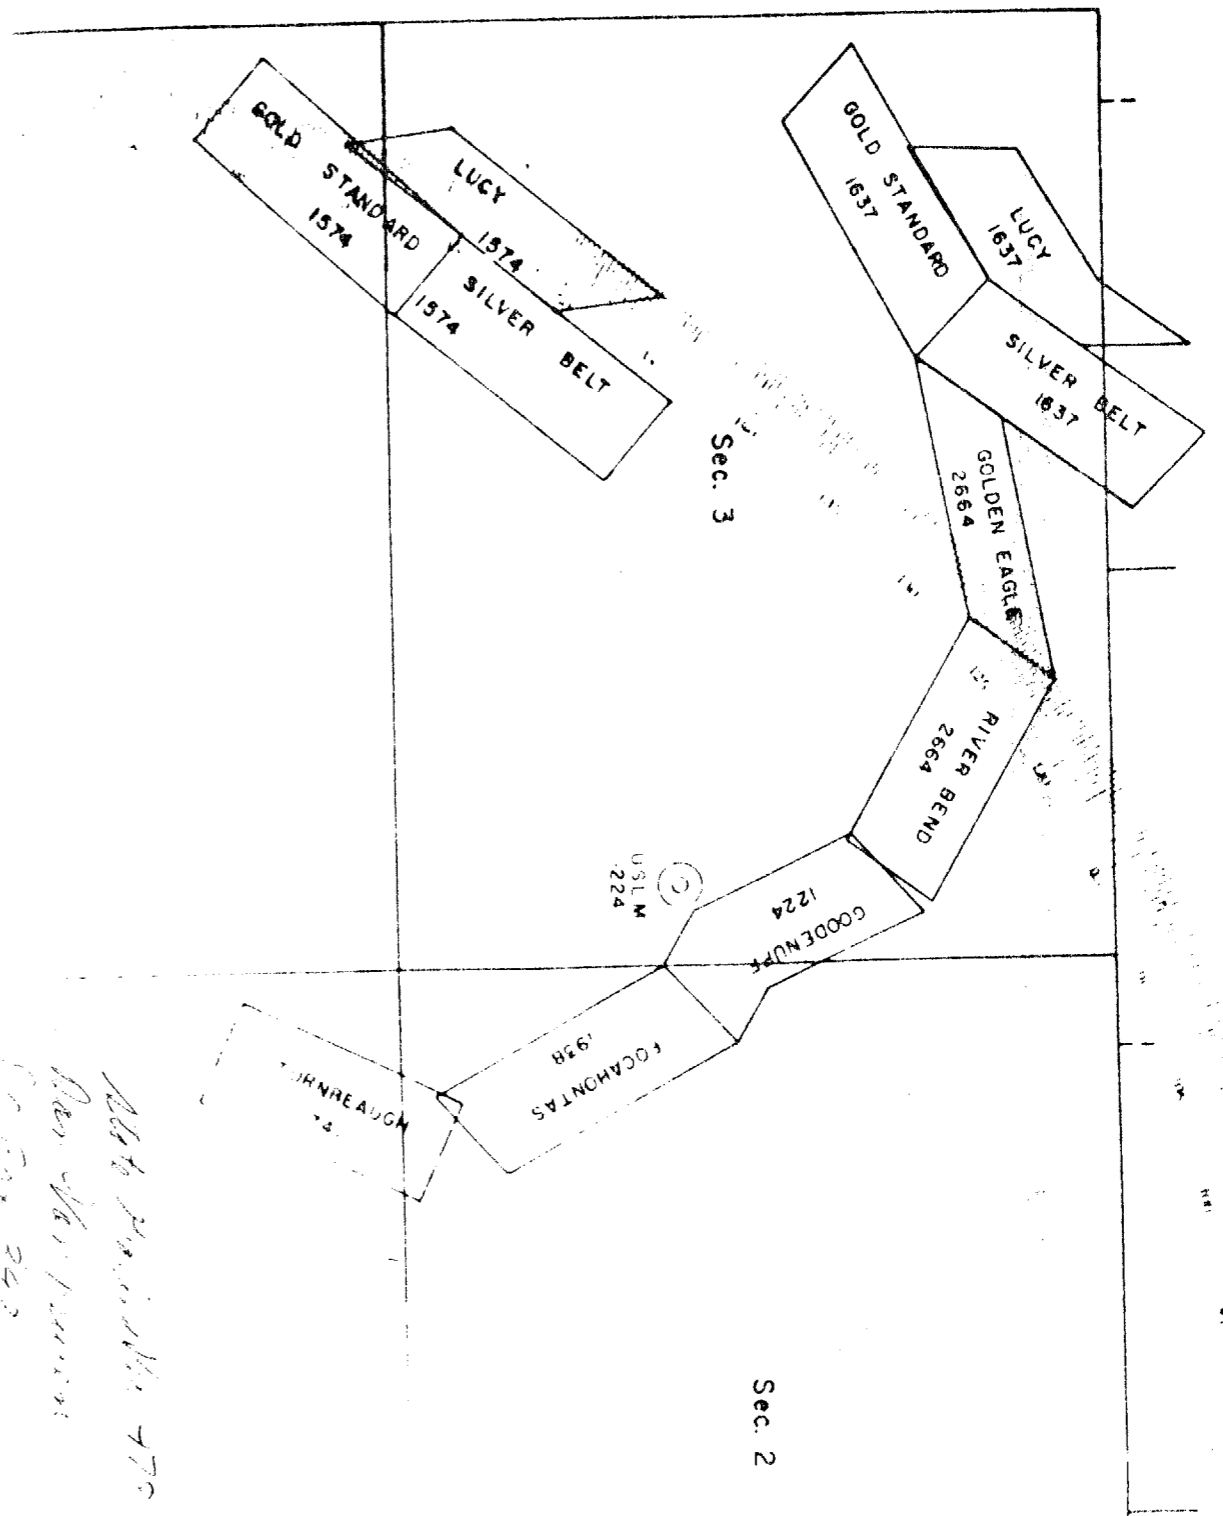 GOLD STANDARD
1574
LUCY
1574
SILVER BELT
1574
GOLD STANDARD
1637
LUCY
1637
SILVER BELT
1637
Sec. 3
GOLDEN EAGLE
2664
RIVER BEND
2664
USLM
224
GOODENUFF
1224
FOCAHONTAS
1938
Sec. 2